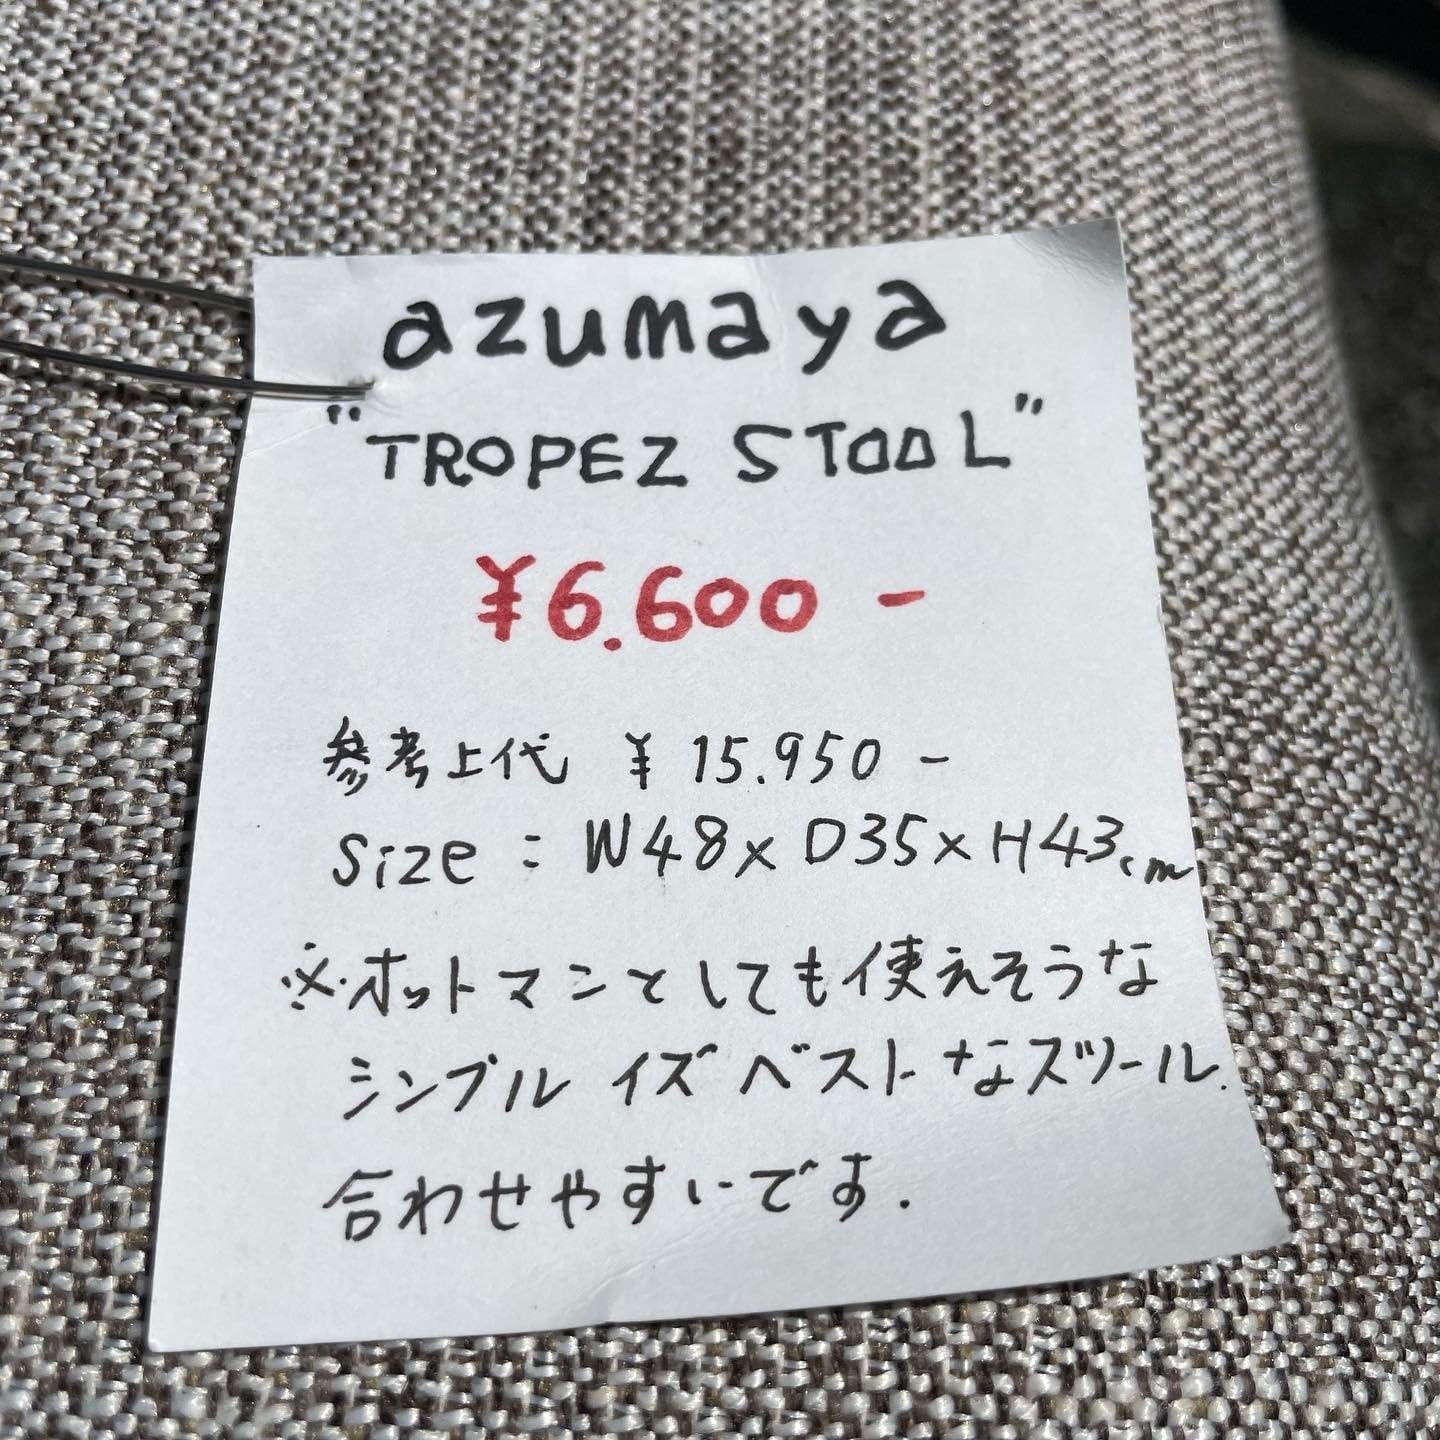 azumaya
"TROPEZ STOOL"
¥6.600 -
参考上代 ¥ 15.950 -
Size : W48 x D35 x H43cm
※オットマンとしても使えそうな
シンプル イズ ベスト なスツール.
合わせやすいです.